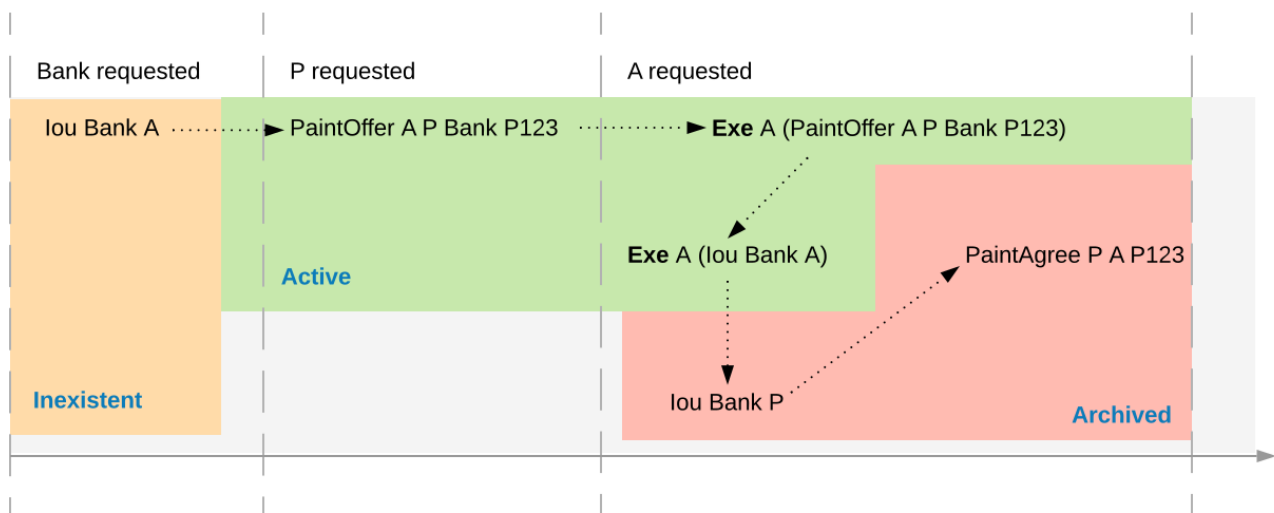 Bank requested
P requested
A requested
Iou Bank A
PaintOffer A P Bank P123
Exe A (PaintOffer A P Bank P123)
Exe A (Iou Bank A)
PaintAgree P A P123
Active
Inexistent
Iou Bank P
Archived